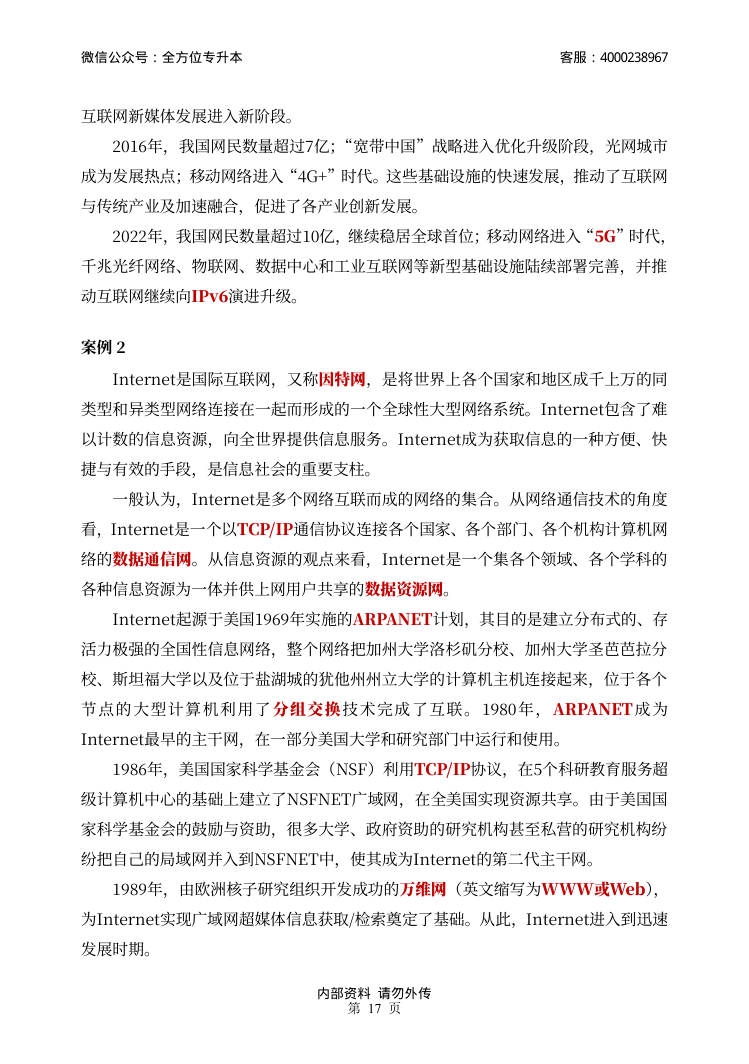 微信公众号：全方位专升本
客服：4000238967
互联网新媒体发展进入新阶段。
2016年，我国网民数量超过7亿；“宽带中国”战略进入优化升级阶段，光网城市
成为发展热点；移动网络进入“4G+”时代。这些基础设施的快速发展，推动了互联网
与传统产业及加速融合，促进了各产业创新发展。
2022年，我国网民数量超过10亿，继续稳居全球首位；移动网络进入“5G”时代，
千兆光纤网络、物联网、数据中心和工业互联网等新型基础设施陆续部署完善，并推
动互联网继续向IPv6演进升级。
案例 2
Internet是国际互联网，又称因特网，是将世界上各个国家和地区成千上万的同
类型和异类型网络连接在一起而形成的一个全球性大型网络系统。Internet包含了难
以计数的信息资源，向全世界提供信息服务。Internet成为获取信息的一种方便、快
捷与有效的手段，是信息社会的重要支柱。
一般认为，Internet是多个网络互联而成的网络的集合。从网络通信技术的角度
看，Internet是一个以TCP/IP通信协议连接各个国家、各个部门、各个机构计算机网
络的数据通信网。从信息资源的观点来看，Internet是一个集各个领域、各个学科的
各种信息资源为一体并供上网用户共享的数据资源网。
Internet起源于美国1969年实施的ARPANET计划，其目的是建立分布式的、存
活力极强的全国性信息网络，整个网络把加州大学洛杉矶分校、加州大学圣芭芭拉分
校、斯坦福大学以及位于盐湖城的犹他州州立大学的计算机主机连接起来，位于各个
节点的大型计算机利用了分组交换技术完成了互联。1980年，ARPANET成为
Internet最早的主干网，在一部分美国大学和研究部门中运行和使用。
1986年，美国国家科学基金会（NSF）利用TCP/IP协议，在5个科研教育服务超
级计算机中心的基础上建立了NSFNET广域网，在全美国实现资源共享。由于美国国
家科学基金会的鼓励与资助，很多大学、政府资助的研究机构甚至私营的研究机构纷
纷把自己的局域网并入到NSFNET中，使其成为Internet的第二代主干网。
1989年，由欧洲核子研究组织开发成功的万维网（英文缩写为WWW或Web），
为Internet实现广域网超媒体信息获取/检索奠定了基础。从此，Internet进入到迅速
发展时期。
内部资料 请勿外传
第 17 页